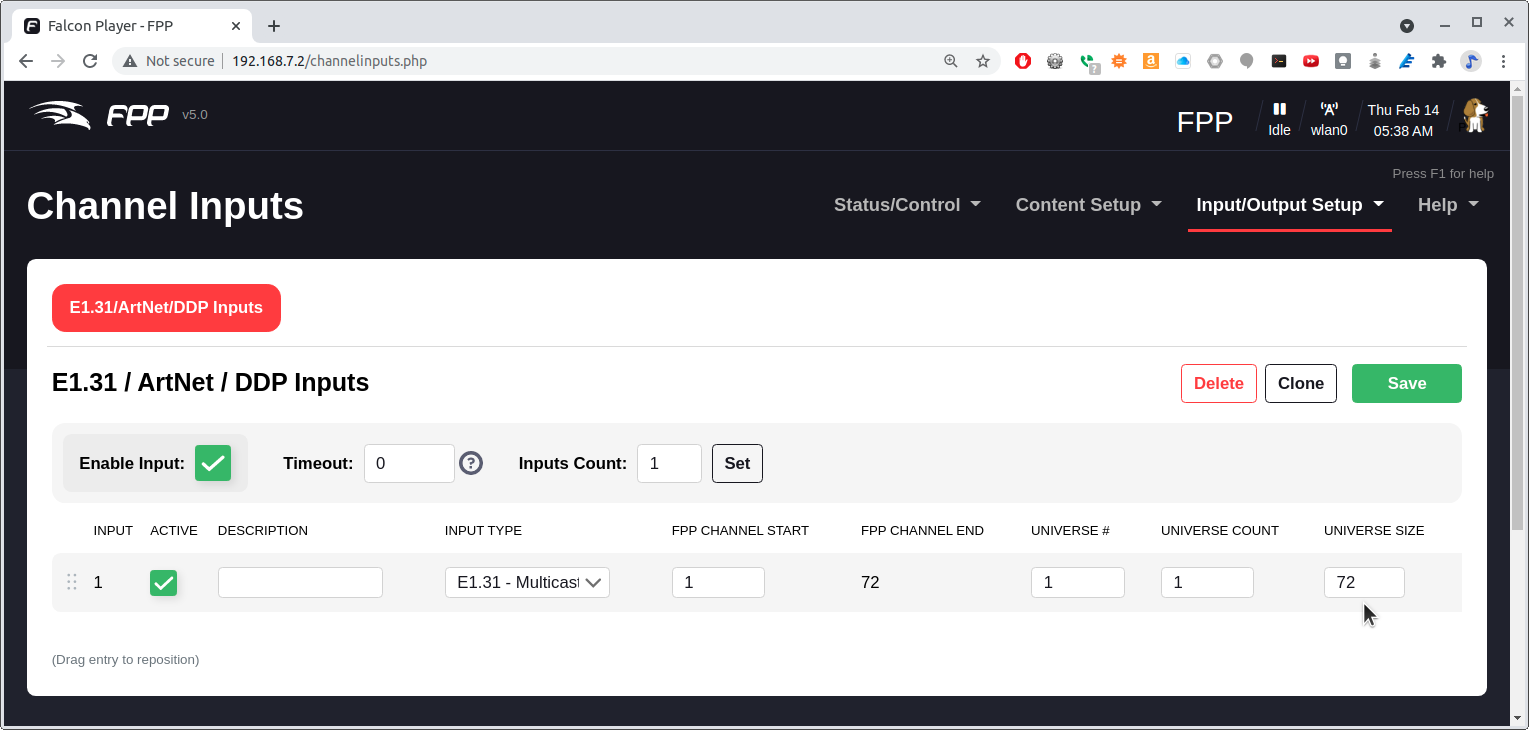 Falcon Player - FPP
Not secure 192.168.7.2/channelinputs.php
FPP v5.0
FPP
Idle
wlan0
Thu Feb 14
05:38 AM
Press F1 for help
Channel Inputs
Status/Control Content Setup Input/Output Setup Help
E1.31/ArtNet/DDP Inputs
E1.31 / ArtNet / DDP Inputs
Delete Clone Save
Enable Input: Timeout: 0 ? Inputs Count: 1 Set
INPUT ACTIVE DESCRIPTION INPUT TYPE FPP CHANNEL START FPP CHANNEL END UNIVERSE # UNIVERSE COUNT UNIVERSE SIZE
1 E1.31 - Multicast 1 72 1 1 72
(Drag entry to reposition)